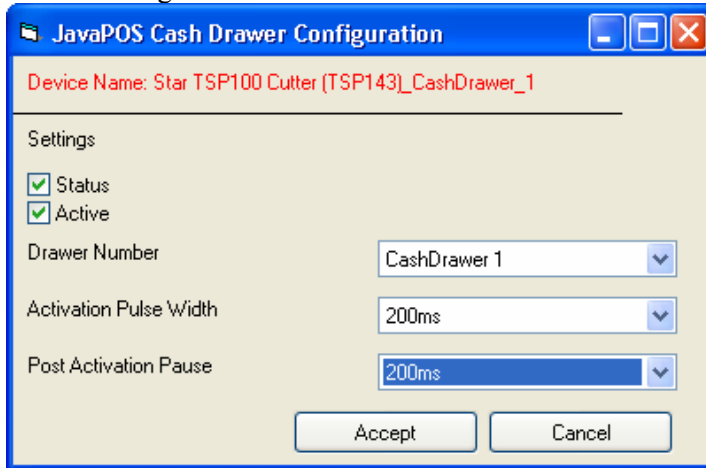 JavaPOS Cash Drawer Configuration
Device Name: Star TSP100 Cutter (TSP143)_CashDrawer_1
Settings
Status
Active
Drawer Number CashDrawer 1
Activation Pulse Width 200ms
Post Activation Pause 200ms
Accept Cancel